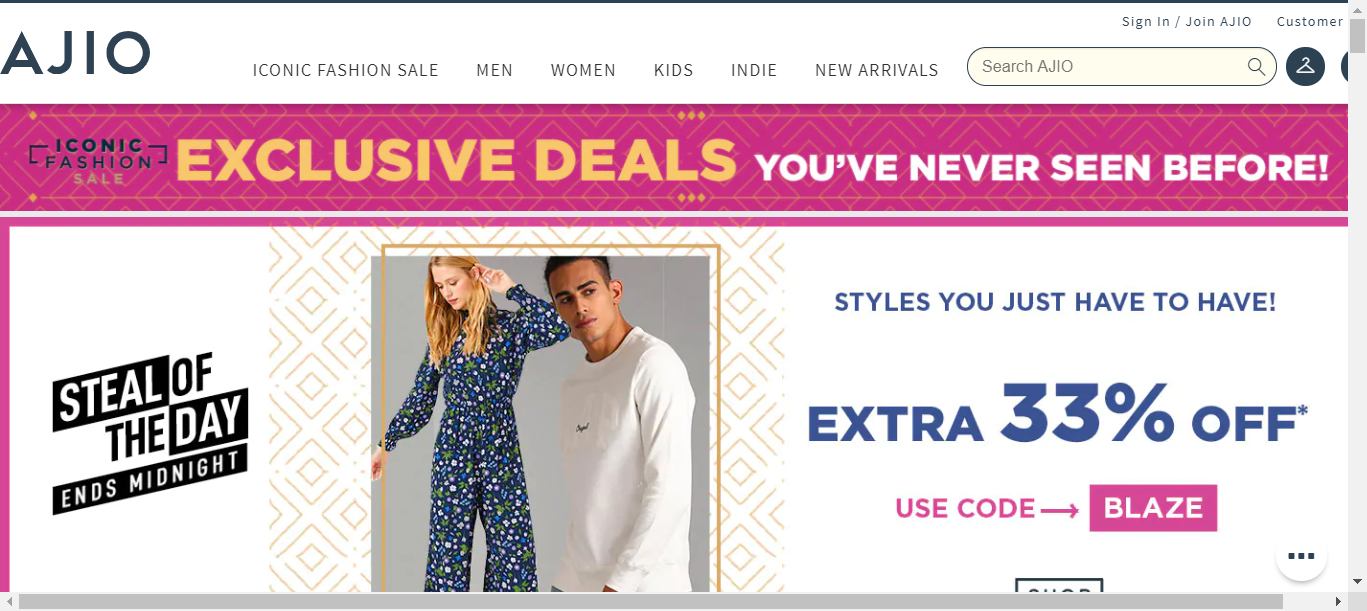 Sign In / Join AJIO
Customer
AJIO
ICONIC FASHION SALE
MEN
WOMEN
KIDS
INDIE
NEW ARRIVALS
Search AJIO
ICONIC
FASHION
SALE
EXCLUSIVE DEALS
YOU'VE NEVER SEEN BEFORE!
STEAL OF
THE DAY
ENDS MIDNIGHT
STYLES YOU JUST HAVE TO HAVE!
EXTRA 33% OFF*
USE CODE → BLAZE
SHOP